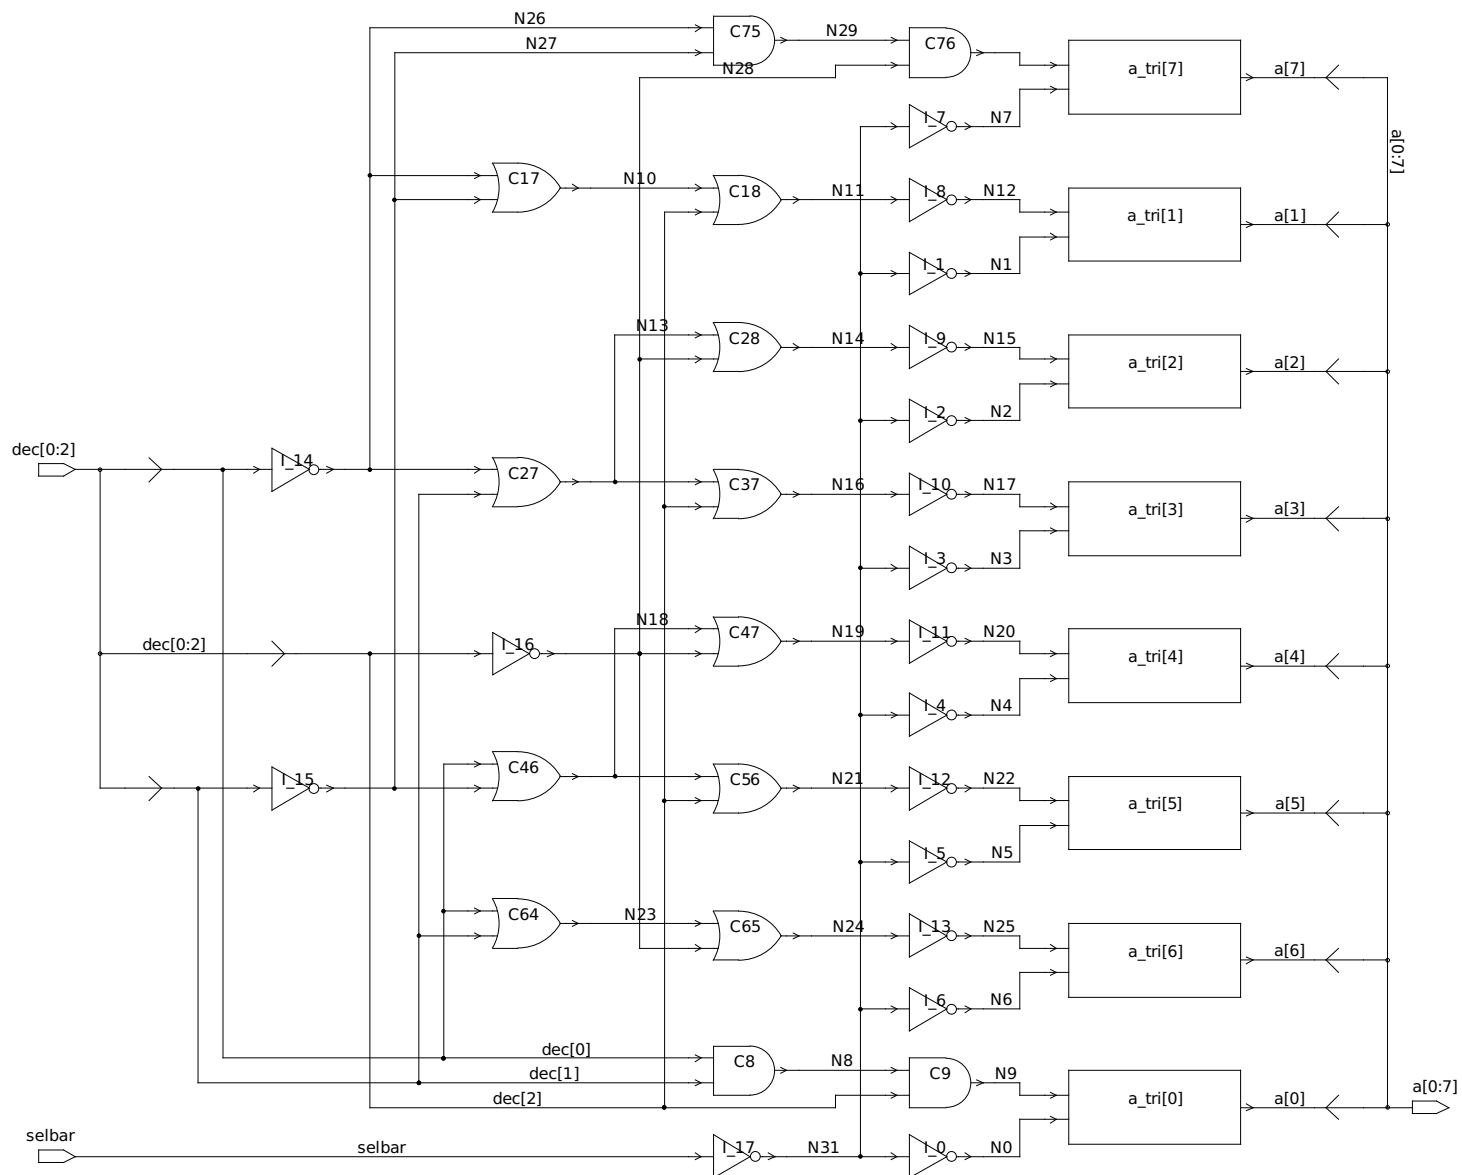 N26
N27
C75
N29
C76
N28
a_tri[7]
a[7]
I_7
N7
a[0:7]
C17
N10
C18
N11
I_8
N12
a_tri[1]
a[1]
I_1
N1
N13
C28
N14
I_9
N15
a_tri[2]
a[2]
I_2
N2
dec[0:2]
I_14
C27
C37
N16
I_10
N17
a_tri[3]
a[3]
I_3
N3
dec[0:2]
I_16
N18
C47
N19
I_11
N20
a_tri[4]
a[4]
I_4
N4
I_15
C46
C56
N21
I_12
N22
a_tri[5]
a[5]
I_5
N5
C64
N23
C65
N24
I_13
N25
a_tri[6]
a[6]
I_6
N6
dec[0]
dec[1]
dec[2]
C8
N8
C9
N9
a_tri[0]
a[0]
a[0:7]
selbar
selbar
I_17
N31
I_0
N0